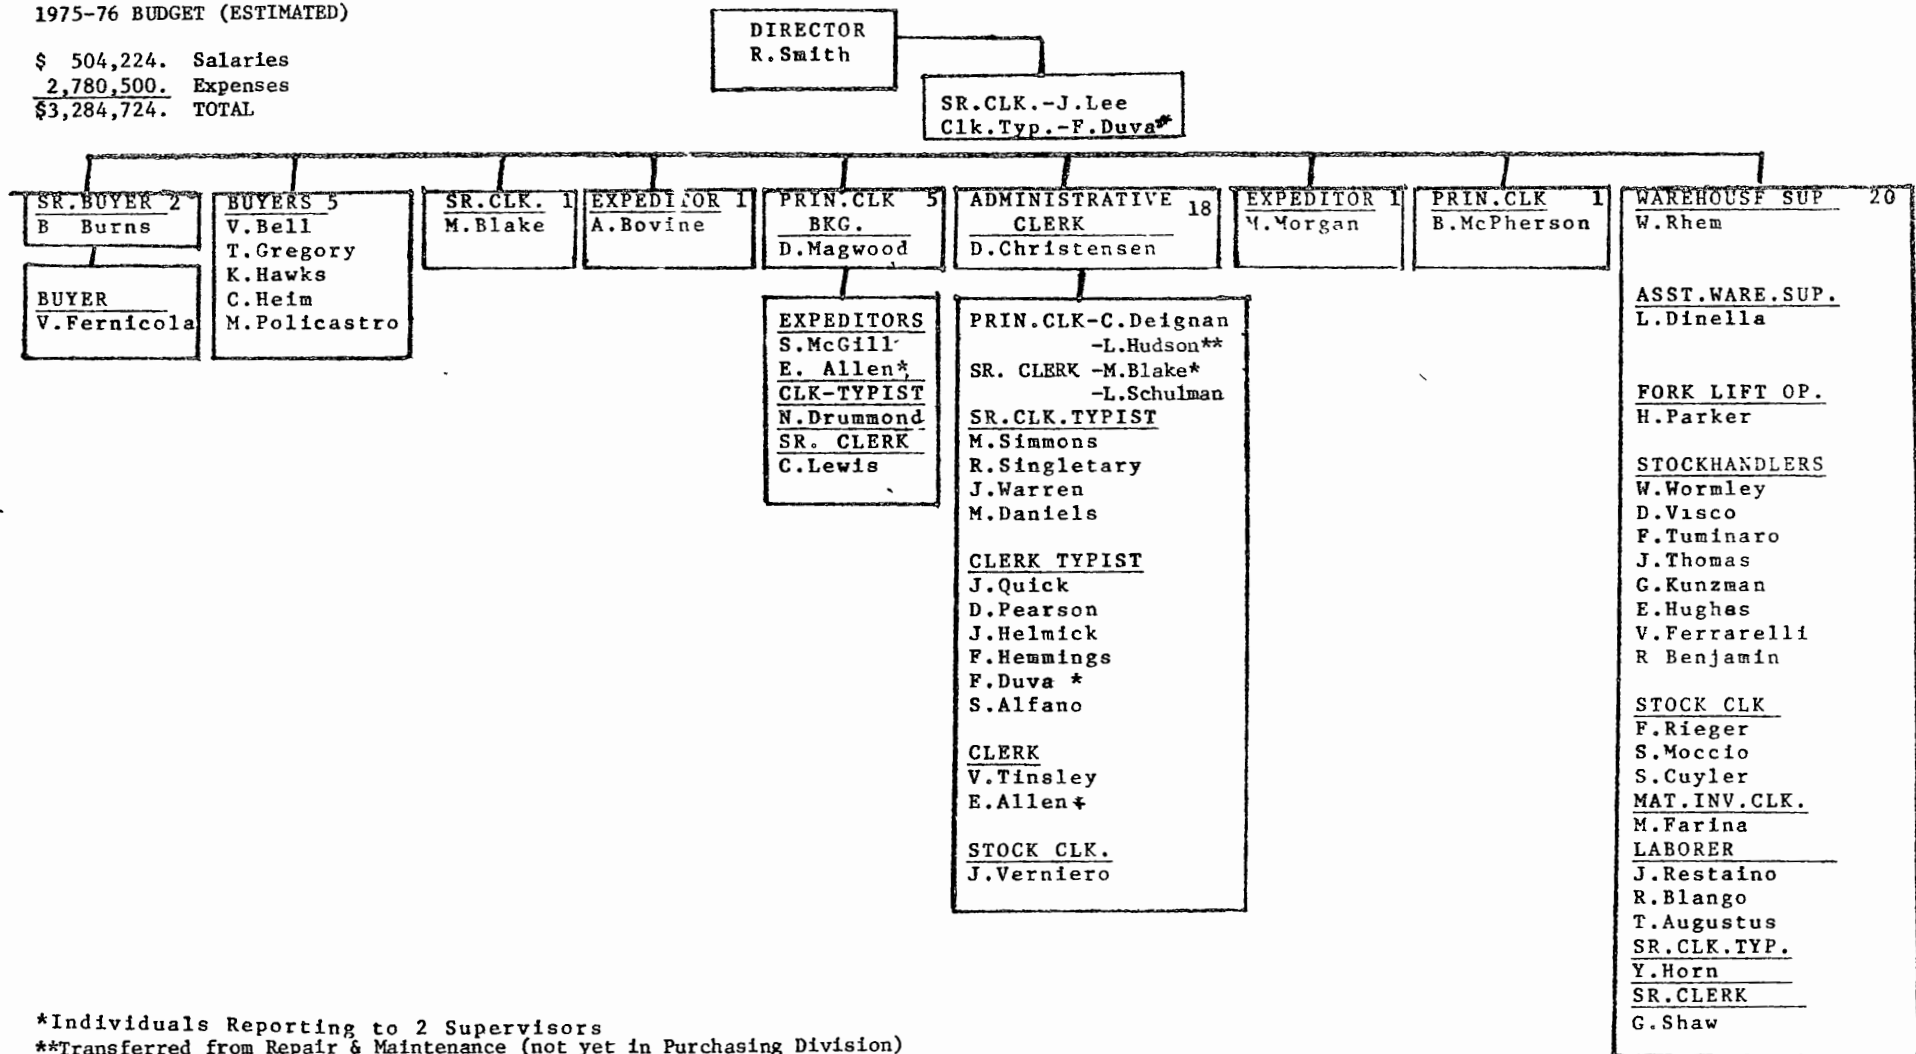 1975-76 BUDGET (ESTIMATED)
$ 504,224. Salaries
2,780,500. Expenses
$3,284,724. TOTAL
DIRECTOR
R.Smith
SR.CLK.-J.Lee
Clk.Typ.-F.Duva*
SR.BUYER 2
B Burns
BUYER
V.Fernicola
BUYERS 5
V.Bell
T.Gregory
K.Hawks
C.Heim
M.Policastro
SR.CLK. 1
M.Blake
EXPEDITOR 1
A.Bovine
PRIN.CLK 5
BKG.
D.Magwood
EXPEDITORS
S.McGill
E. Allen*
CLK-TYPIST
N.Drummond
SR. CLERK
C.Lewis
ADMINISTRATIVE 18
CLERK
D.Christensen
PRIN.CLK-C.Deignan
-L.Hudson**
SR. CLERK -M.Blake*
-L.Schulman
SR.CLK.TYPIST
M.Simmons
R.Singletary
J.Warren
M.Daniels
CLERK TYPIST
J.Quick
D.Pearson
J.Helmick
F.Hemmings
F.Duva *
S.Alfano
CLERK
V.Tinsley
E.Allen*
STOCK CLK.
J.Verniero
EXPEDITOR 1
M.Morgan
PRIN.CLK 1
B.McPherson
WAREHOUSE SUP 20
W.Rhem
ASST.WARE.SUP.
L.Dinella
FORK LIFT OP.
H.Parker
STOCKHANDLERS
W.Wormley
D.Visco
F.Tuminaro
J.Thomas
G.Kunzman
E.Hughes
V.Ferrarelli
R Benjamin
STOCK CLK
F.Rieger
S.Moccio
S.Cuyler
MAT.INV.CLK.
M.Farina
LABORER
J.Restaino
R.Blango
T.Augustus
SR.CLK.TYP.
Y.Horn
SR.CLERK
G.Shaw
*Individuals Reporting to 2 Supervisors
**Transferred from Repair & Maintenance (not yet in Purchasing Division)